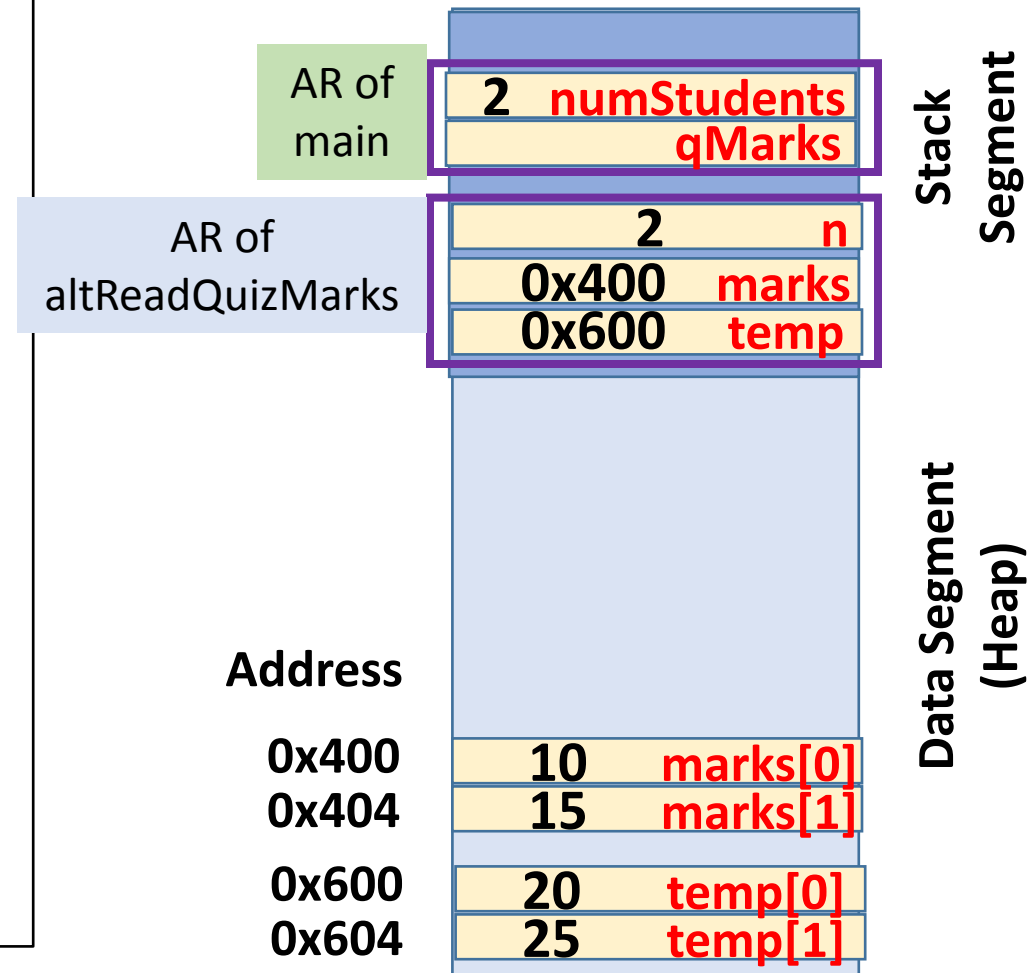 AR of
main
2 numStudents
qMarks
Stack
Segment
AR of
altReadQuizMarks
2 n
0x400 marks
0x600 temp
Data Segment
(Heap)
Address
0x400 10 marks[0]
0x404 15 marks[1]
0x600 20 temp[0]
0x604 25 temp[1]